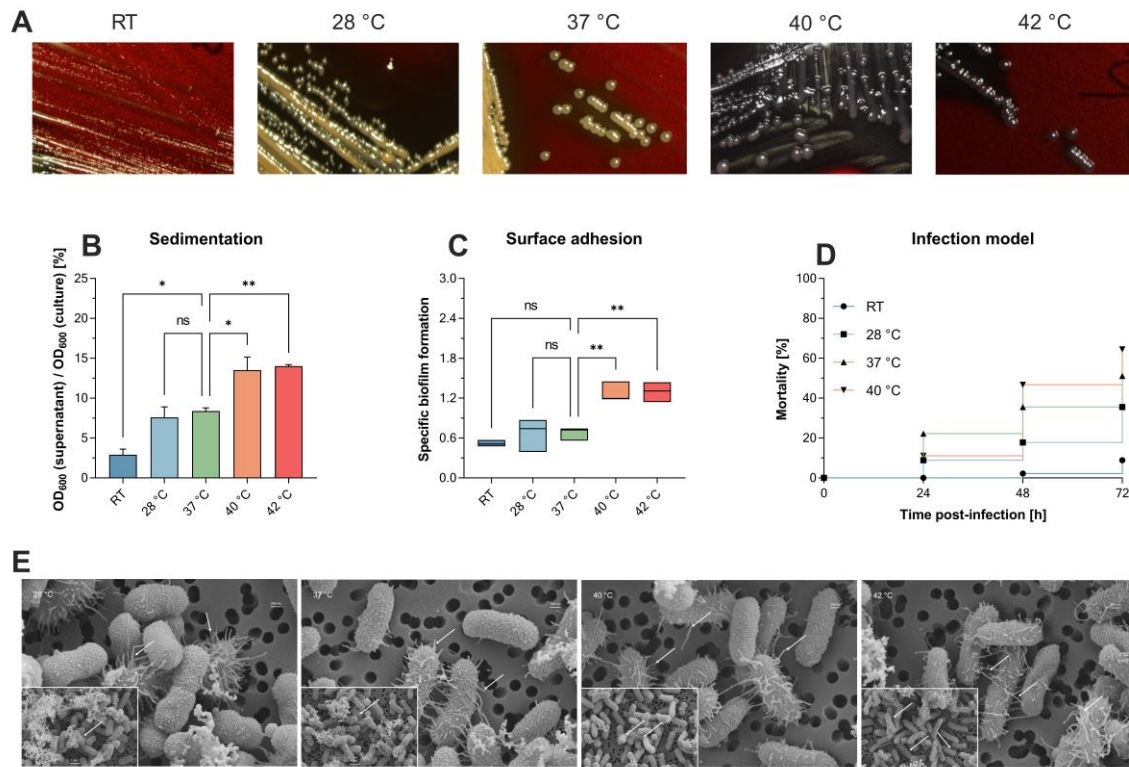 A
RT
28 °C
37 °C
40 °C
42 °C
B
Sedimentation
OD600 (supernatant) / OD600 (culture) [%]
25
20
15
10
5
0
*
**
ns
*
RT
28 °C
37 °C
40 °C
42 °C
C
Surface adhesion
Specific biofilm formation
3.0
2.4
1.8
1.2
0.6
0.0
ns
**
ns
**
RT
28 °C
37 °C
40 °C
42 °C
D
Infection model
Mortality [%]
100
80
60
40
20
0
RT
28 °C
37 °C
40 °C
0
24
48
72
Time post-infection [h]
E
28 °C
37 °C
40 °C
42 °C